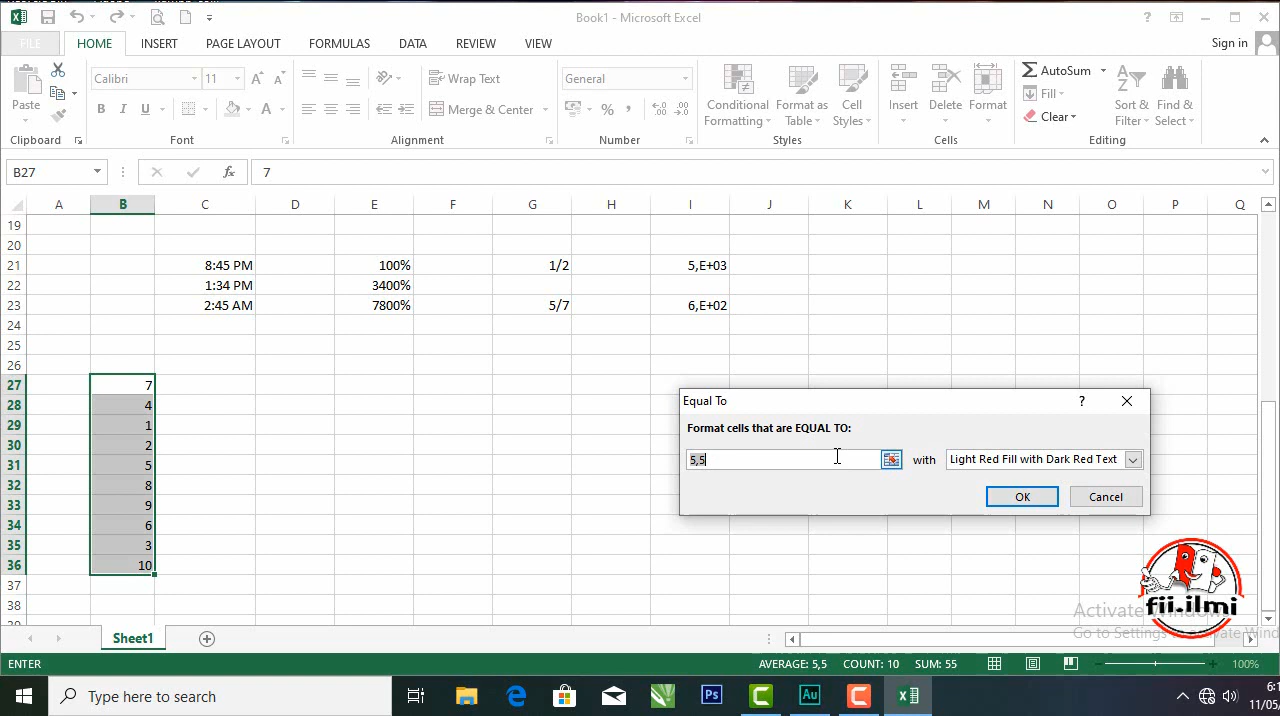 Book1 - Microsoft Excel
FILE HOME INSERT PAGE LAYOUT FORMULAS DATA REVIEW VIEW Sign in
Paste
Calibri 11
B I U A
Wrap Text
Merge & Center
General
%
Conditional
Formatting
Format as
Table
Cell
Styles
Insert
Delete
Format
AutoSum
Fill
Clear
Sort &
Filter
Find &
Select
Clipboard Font Alignment Number Styles Cells Editing
B27 fx 7
A B C D E F G H I J K L M N O P Q
19
20
21 8:45 PM 100% 1/2 5,E+03
22 1:34 PM 3400%
23 2:45 AM 7800% 5/7 6,E+02
24
25
26
27 7
28 4
29 1
30 2
31 5
32 8
33 9
34 6
35 3
36 10
37
38
Equal To
Format cells that are EQUAL TO:
5,5 with Light Red Fill with Dark Red Text
OK Cancel
fii.ilmi
Activate
Go to Settings
Sheet1
ENTER AVERAGE: 5,5 COUNT: 10 SUM: 55 100%
Type here to search
Ps
Au